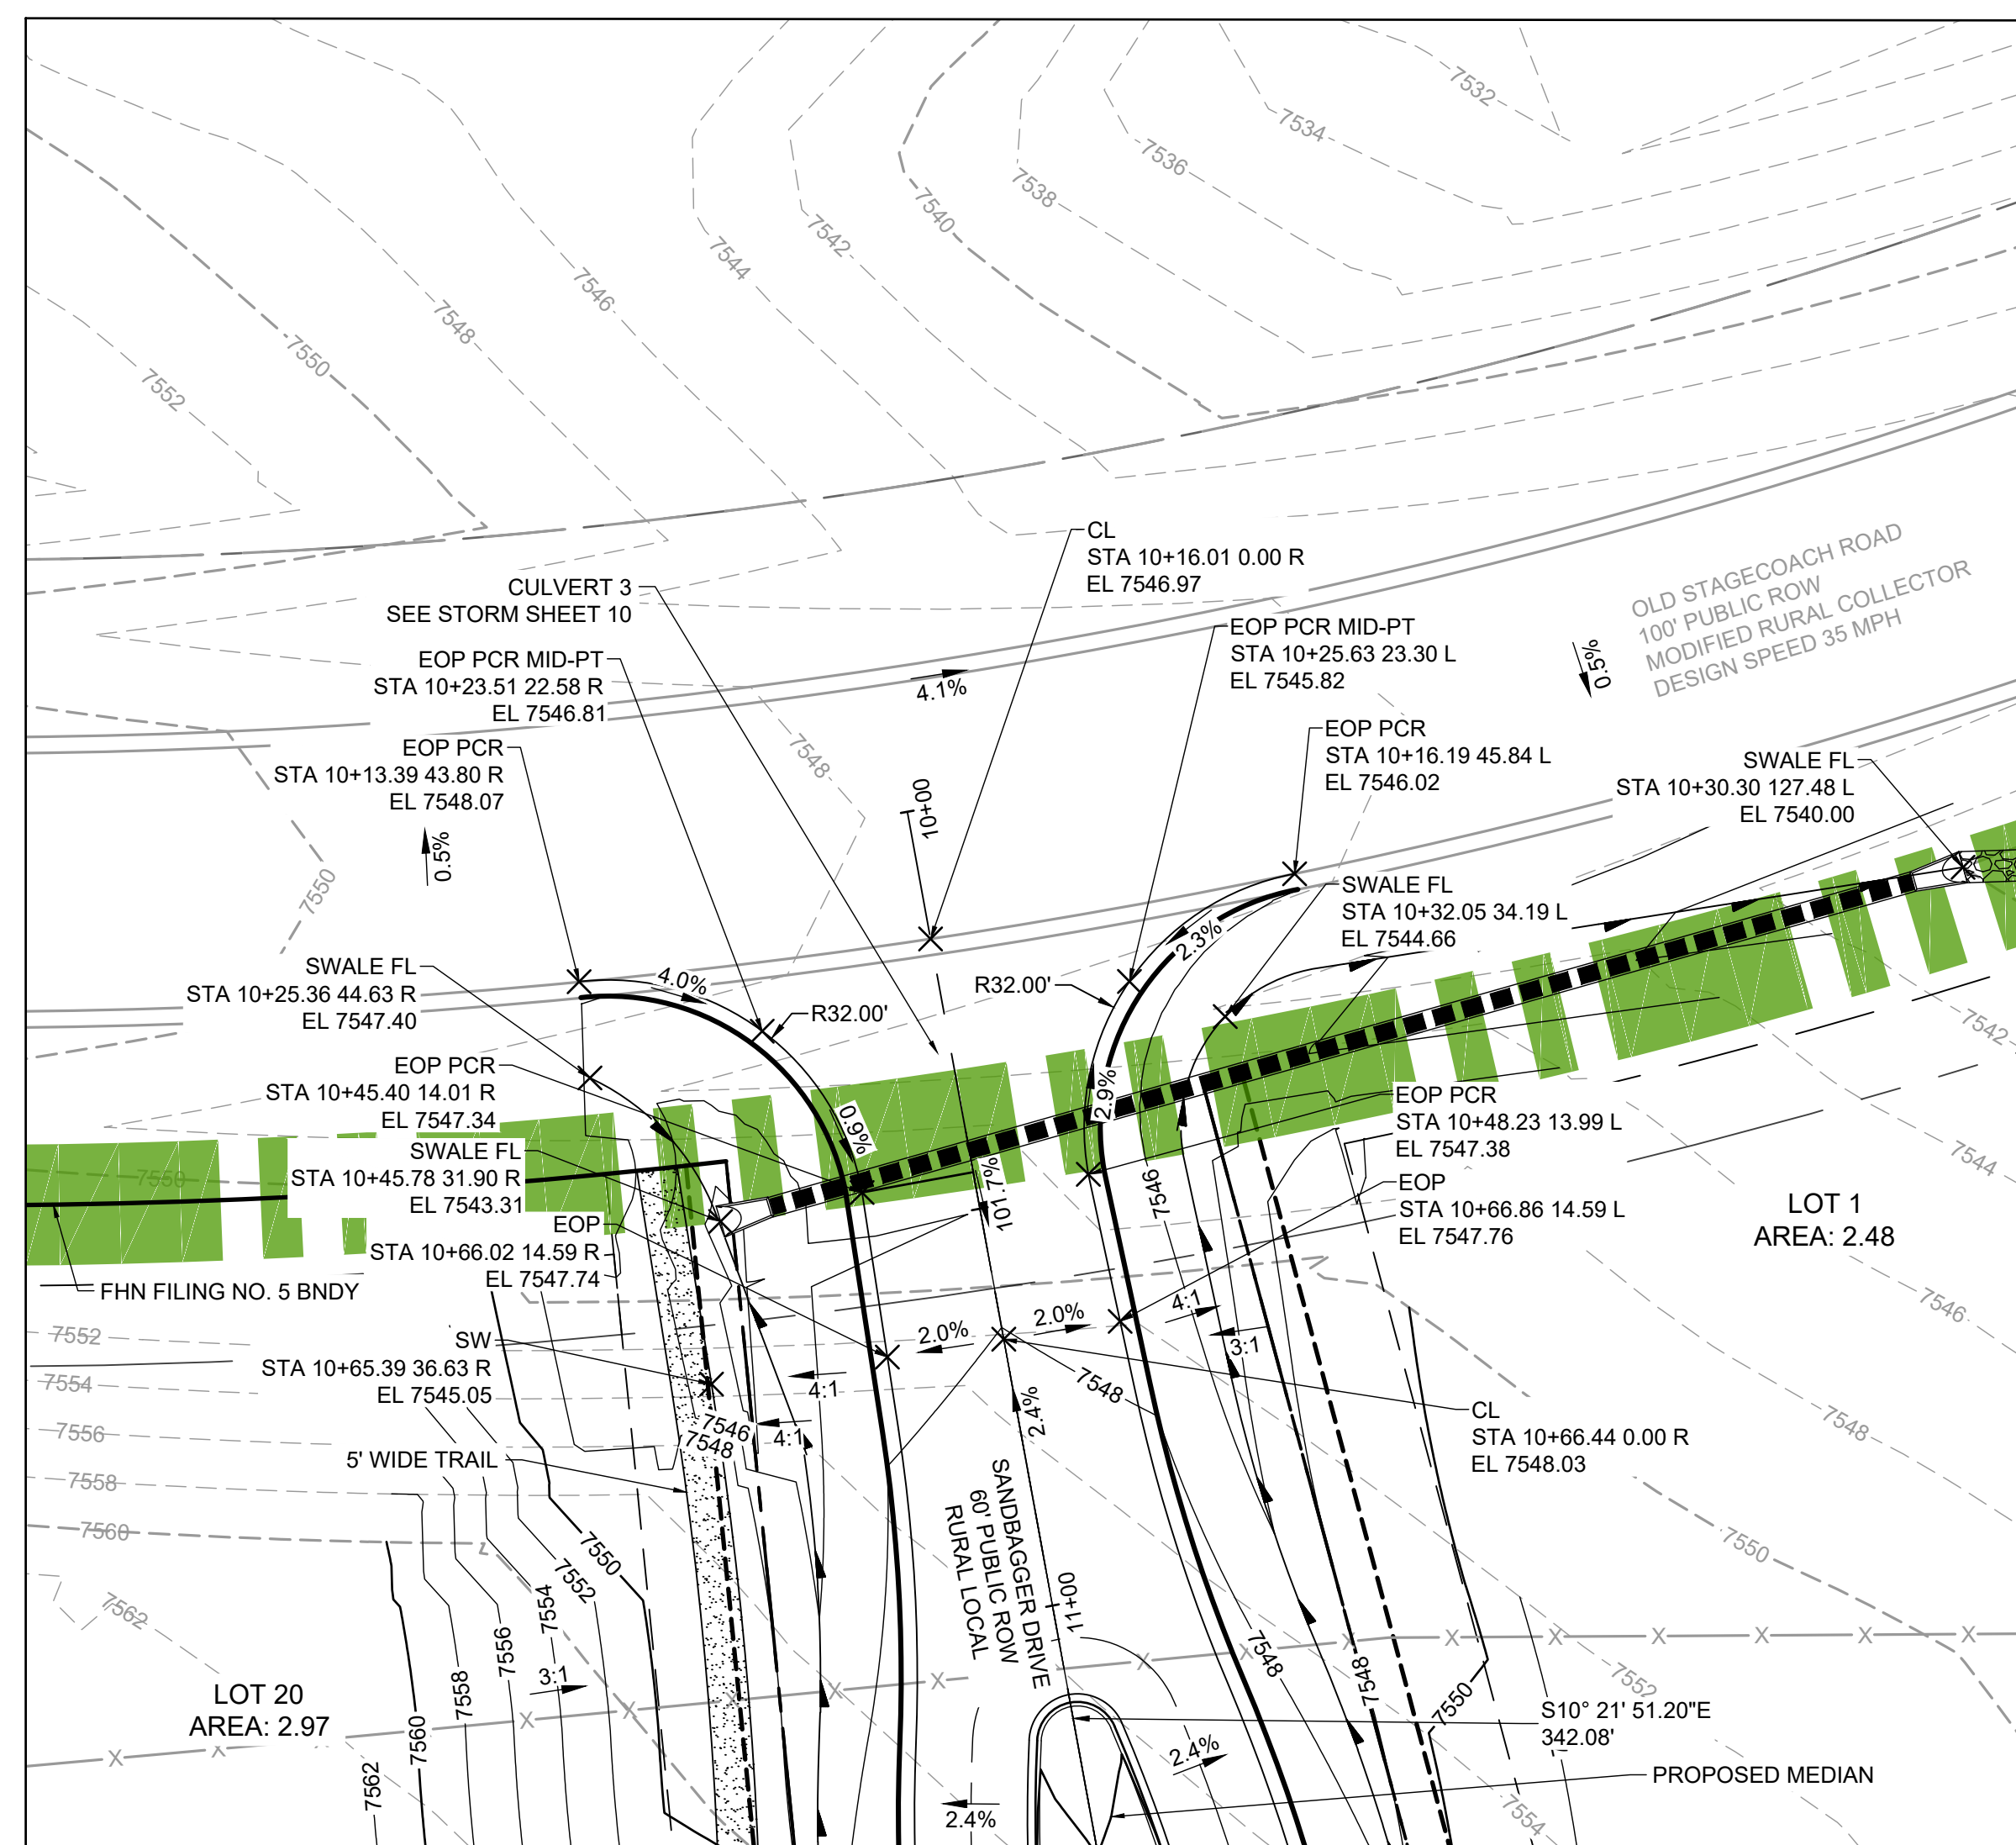 7532
7534
7536
7538
7540
7542
7544
7546
7548
7550
7552
CL
STA 10+16.01 0.00 R
EL 7546.97
OLD STAGECOACH ROAD
100' PUBLIC ROW
MODIFIED RURAL COLLECTOR
DESIGN SPEED 35 MPH
0.5%
CULVERT 3
SEE STORM SHEET 10
EOP PCR MID-PT
STA 10+25.63 23.30 L
EL 7545.82
EOP PCR MID-PT
STA 10+23.51 22.58 R
EL 7546.81
4.1%
EOP PCR
STA 10+13.39 43.80 R
EL 7548.07
7548
EOP PCR
STA 10+16.19 45.84 L
EL 7546.02
SWALE FL
STA 10+30.30 127.48 L
EL 7540.00
10+00
0.5%
7550
SWALE FL
STA 10+32.05 34.19 L
EL 7544.66
2.3%
SWALE FL
STA 10+25.36 44.63 R
EL 7547.40
4.0%
R32.00'
R32.00'
7542
EOP PCR
STA 10+45.40 14.01 R
EL 7547.34
0.9%
2.9%
EOP PCR
STA 10+48.23 13.99 L
EL 7547.38
SWALE FL
STA 10+45.78 31.90 R
EL 7543.31
7550
101.7%
7546
7544
EOP
STA 10+66.86 14.59 L
EL 7547.76
LOT 1
AREA: 2.48
EOP
STA 10+66.02 14.59 R
EL 7547.74
FHN FILING NO. 5 BNDY
7546
7552
SW
STA 10+65.39 36.63 R
EL 7545.05
2.0%
2.0%
4:1
3:1
7554
4:1
7548
2.4%
CL
STA 10+66.44 0.00 R
EL 7548.03
7548
7556
7546
7548
4:1
5' WIDE TRAIL
7558
7560
7550
7550
7552
7554
7556
7558
7560
7562
7562
SANDBAGGER DRIVE
60' PUBLIC ROW
RURAL LOCAL
11+00
X X X X X X X X X X X X X X X X X X X
7548
7548
7550
7552
3:1
LOT 20
AREA: 2.97
S10° 21' 51.20"E
342.08'
2.4%
2.4%
PROPOSED MEDIAN
7554